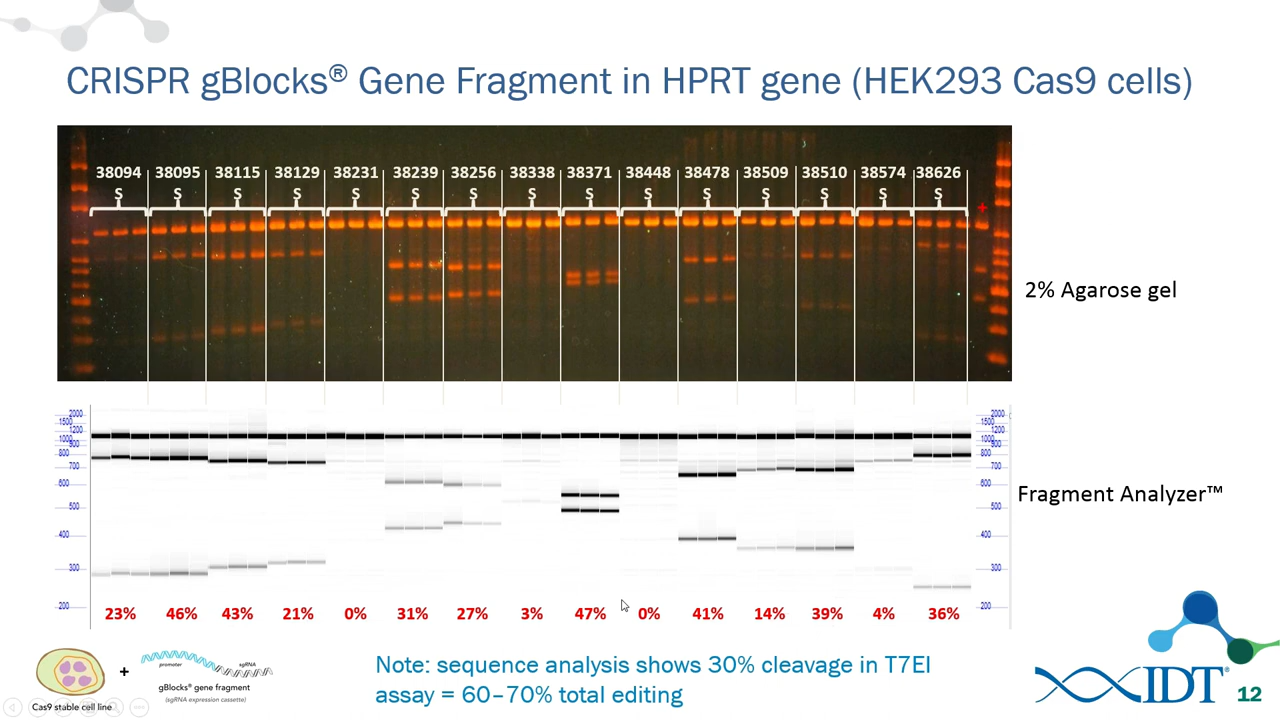 CRISPR gBlocks® Gene Fragment in HPRT gene (HEK293 Cas9 cells)
38094 38095 38115 38129 38231 38239 38256 38338 38371 38448 38478 38509 38510 38574 38626
S S S S S S S S S S S S S S S
+
2% Agarose gel
2000 2000
1500 1500
1200 1200
1000 1000
900 900
800 800
700 700
600 600
500 500
400 400
300 300
200 200
Fragment Analyzer™
23% 46% 43% 21% 0% 31% 27% 3% 47% 0% 41% 14% 39% 4% 36%
Cas9 stable cell line
+
promoter sgRNA
gBlocks® gene fragment
(sgRNA expression cassette)
Note: sequence analysis shows 30% cleavage in T7EI
assay = 60–70% total editing
IDT®
12